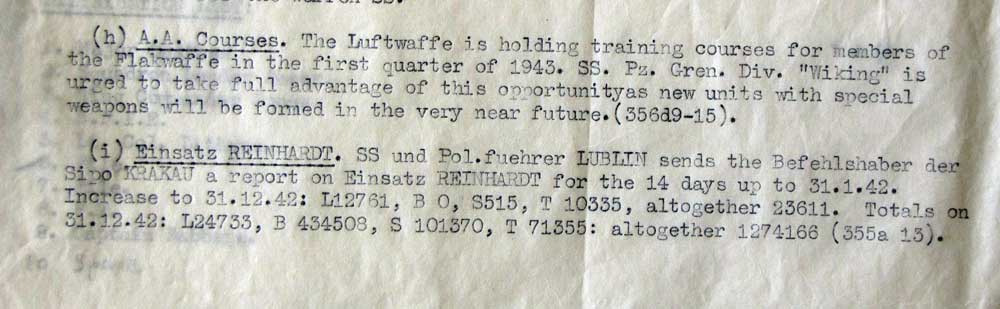 the Waffen SS.
(h) A.A. Courses. The Luftwaffe is holding training courses for members of
the Flakwaffe in the first quarter of 1943. SS. Pz. Gren. Div. "Wiking" is
urged to take full advantage of this opportunityas new units with special
weapons will be formed in the very near future.(356d9-15).
(i) Einsatz REINHARDT. SS und Pol.fuehrer LUBLIN sends the Befehlshaber der
Sipo KRAKAU a report on Einsatz REINHARDT for the 14 days up to 31.1.42.
Increase to 31.12.42: L12761, B 0, S515, T 10335, altogether 23611. Totals on
31.12.42: L24733, B 434508, S 101370, T 71355: altogether 1274166 (355a 13).